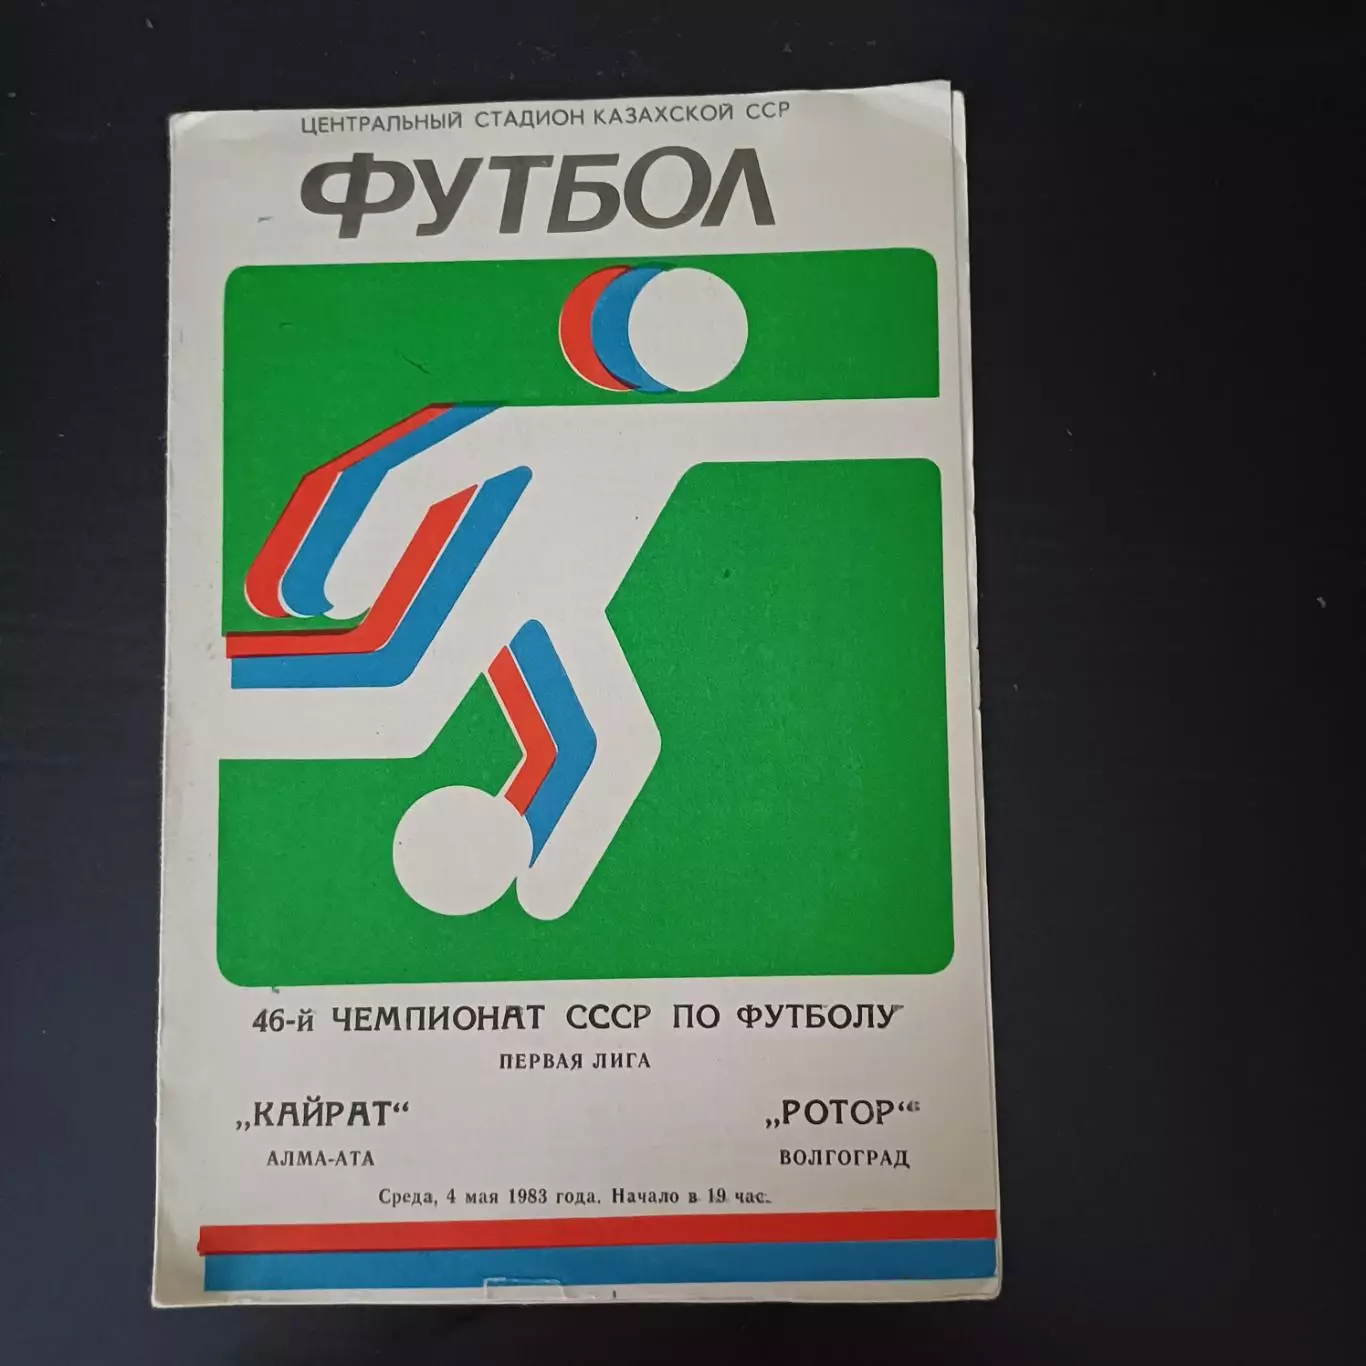 ЦЕНТРАЛЬНЫЙ СТАДИОН КАЗАХСКОЙ ССР
ФУТБОЛ
46-й ЧЕМПИОНАТ СССР ПО ФУТБОЛУ
ПЕРВАЯ ЛИГА
„КАЙРАТ“ „РОТОР“
АЛМА-АТА ВОЛГОГРАД
Среда, 4 мая 1983 года. Начало в 19 час.